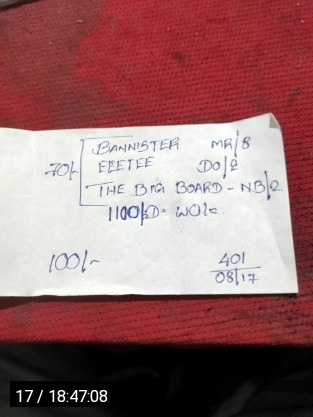 BANNISTER MR/8
70/- EEETEE DO/2
THE BIG BOARD - NB/2
1100/- WO/2
100/-
401
08/17
17 / 18:47:08